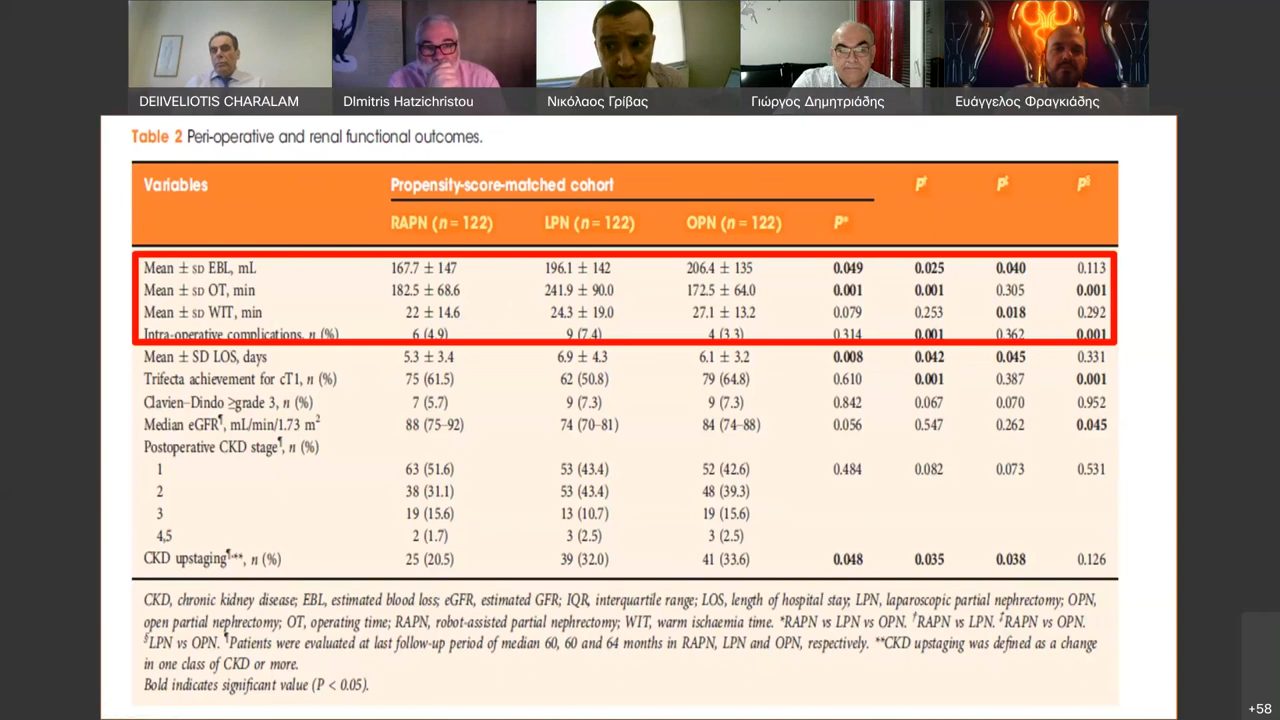 DEIIVELIOTIS CHARALAM
DImitris Hatzichristou
Νικόλαος Γρίβας
Γιώργος Δημητριάδης
Ευάγγελος Φραγκιάδης
Table 2 Peri-operative and renal functional outcomes.
Variables Propensity-score-matched cohort P† P‡ P§
RAPN (n = 122) LPN (n = 122) OPN (n = 122) P*
Mean ± SD EBL, mL 167.7 ± 147 196.1 ± 142 206.4 ± 135 0.049 0.025 0.040 0.113
Mean ± SD OT, min 182.5 ± 68.6 241.9 ± 90.0 172.5 ± 64.0 0.001 0.001 0.305 0.001
Mean ± SD WIT, min 22 ± 14.6 24.3 ± 19.0 27.1 ± 13.2 0.079 0.253 0.018 0.292
Intra-operative complications, n (%) 6 (4.9) 9 (7.4) 4 (3.3) 0.314 0.001 0.362 0.001
Mean ± SD LOS, days 5.3 ± 3.4 6.9 ± 4.3 6.1 ± 3.2 0.008 0.042 0.045 0.331
Trifecta achievement for cT1, n (%) 75 (61.5) 62 (50.8) 79 (64.8) 0.610 0.001 0.387 0.001
Clavien–Dindo ≥grade 3, n (%) 7 (5.7) 9 (7.3) 9 (7.3) 0.842 0.067 0.070 0.952
Median eGFR¶, mL/min/1.73 m² 88 (75–92) 74 (70–81) 84 (74–88) 0.056 0.547 0.262 0.045
Postoperative CKD stage¶, n (%)
1 63 (51.6) 53 (43.4) 52 (42.6) 0.484 0.082 0.073 0.531
2 38 (31.1) 53 (43.4) 48 (39.3)
3 19 (15.6) 13 (10.7) 19 (15.6)
4,5 2 (1.7) 3 (2.5) 3 (2.5)
CKD upstaging¶,**, n (%) 25 (20.5) 39 (32.0) 41 (33.6) 0.048 0.035 0.038 0.126
CKD, chronic kidney disease; EBL, estimated blood loss; eGFR, estimated GFR; IQR, interquartile range; LOS, length of hospital stay; LPN, laparoscopic partial nephrectomy; OPN,
open partial nephrectomy; OT, operating time; RAPN, robot-assisted partial nephrectomy; WIT, warm ischaemia time. *RAPN vs LPN vs OPN. †RAPN vs LPN. ‡RAPN vs OPN.
§LPN vs OPN. ¶Patients were evaluated at last follow-up period of median 60, 60 and 64 months in RAPN, LPN and OPN, respectively. **CKD upstaging was defined as a change
in one class of CKD or more.
Bold indicates significant value (P < 0.05).
+58